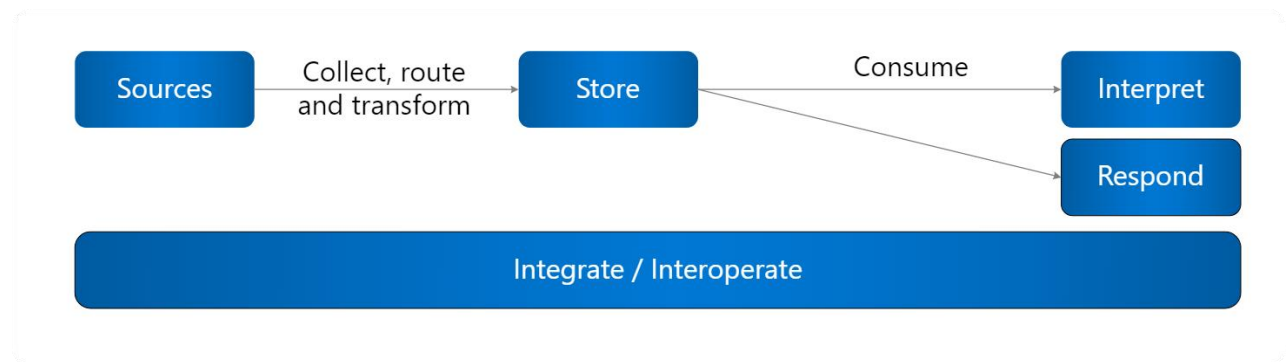 Sources
Collect, route
and transform
Store
Consume
Interpret
Respond
Integrate / Interoperate